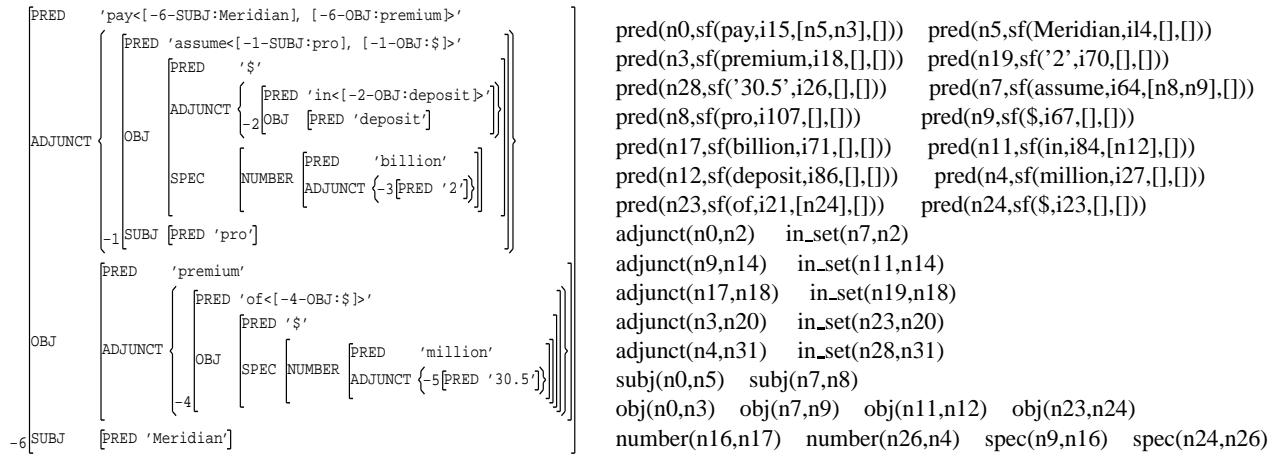 PRED 'pay<[-6-SUBJ:Meridian], [-6-OBJ:premium]>'
PRED 'assume<[-1-SUBJ:pro], [-1-OBJ:$]>'
PRED '$'
PRED 'in<[-2-OBJ:deposit]>'
ADJUNCT
-2 OBJ [PRED 'deposit']
ADJUNCT OBJ
PRED 'billion'
SPEC NUMBER
ADJUNCT {-3[PRED '2']}
-1 SUBJ [PRED 'pro']
PRED 'premium'
PRED 'of<[-4-OBJ:$]>'
PRED '$'
OBJ ADJUNCT OBJ
PRED 'million'
SPEC NUMBER
ADJUNCT {-5[PRED '30.5']}
-4
-6 SUBJ [PRED 'Meridian']
pred(n0,sf(pay,i15,[n5,n3],[])) pred(n5,sf(Meridian,il4,[],[]))
pred(n3,sf(premium,i18,[],[])) pred(n19,sf('2',i70,[],[]))
pred(n28,sf('30.5',i26,[],[])) pred(n7,sf(assume,i64,[n8,n9],[]))
pred(n8,sf(pro,i107,[],[])) pred(n9,sf($,i67,[],[]))
pred(n17,sf(billion,i71,[],[])) pred(n11,sf(in,i84,[n12],[]))
pred(n12,sf(deposit,i86,[],[])) pred(n4,sf(million,i27,[],[]))
pred(n23,sf(of,i21,[n24],[])) pred(n24,sf($,i23,[],[]))
adjunct(n0,n2) in_set(n7,n2)
adjunct(n9,n14) in_set(n11,n14)
adjunct(n17,n18) in_set(n19,n18)
adjunct(n3,n20) in_set(n23,n20)
adjunct(n4,n31) in_set(n28,n31)
subj(n0,n5) subj(n7,n8)
obj(n0,n3) obj(n7,n9) obj(n11,n12) obj(n23,n24)
number(n16,n17) number(n26,n4) spec(n9,n16) spec(n24,n26)